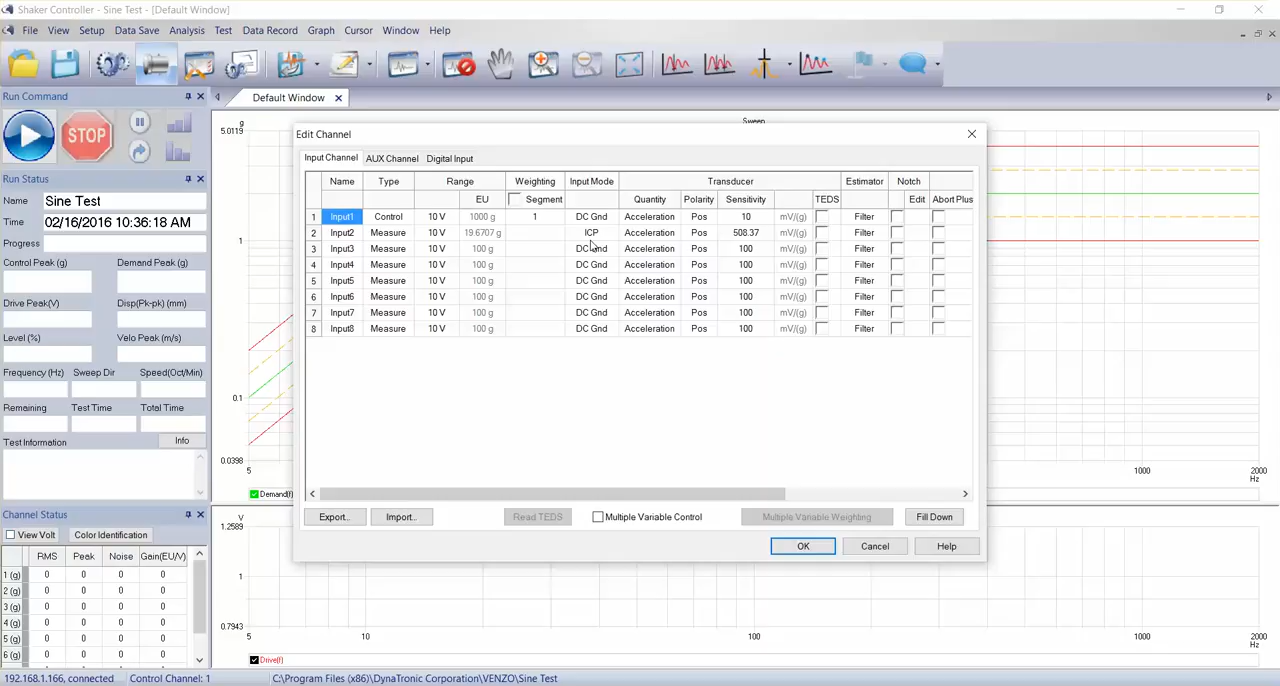 Shaker Controller - Sine Test - [Default Window]
File View Setup Data Save Analysis Test Data Record Graph Cursor Window Help
Run Command
Default Window
STOP
Run Status
Name Sine Test
Time 02/16/2016 10:36:18 AM
Progress
Control Peak (g) Demand Peak (g)
Drive Peak(V) Disp(Pk-pk) (mm)
Level (%) Velo Peak (m/s)
Frequency (Hz) Sweep Dir Speed(Oct/Min)
Remaining Test Time Total Time
Test Information Info
Channel Status
View Volt Color Identification
RMS Peak Noise Gain(EU/V)
1 (g) 0 0 0 0
2 (g) 0 0 0 0
3 (g) 0 0 0 0
4 (g) 0 0 0 0
5 (g) 0 0 0 0
6 (g) 0 0 0 0
g Sweep
5.0119
1
0.1
0.0398
5 1000 2000
Hz
Demand(f)
Edit Channel
Input Channel AUX Channel Digital Input
Name Type Range Weighting Input Mode Transducer Estimator Notch
EU Segment Quantity Polarity Sensitivity TEDS Edit Abort Plus
1 Input1 Control 10 V 1000 g 1 DC Gnd Acceleration Pos 10 mV/(g) Filter
2 Input2 Measure 10 V 19.6707 g ICP Acceleration Pos 508.37 mV/(g) Filter
3 Input3 Measure 10 V 100 g DC Gnd Acceleration Pos 100 mV/(g) Filter
4 Input4 Measure 10 V 100 g DC Gnd Acceleration Pos 100 mV/(g) Filter
5 Input5 Measure 10 V 100 g DC Gnd Acceleration Pos 100 mV/(g) Filter
6 Input6 Measure 10 V 100 g DC Gnd Acceleration Pos 100 mV/(g) Filter
7 Input7 Measure 10 V 100 g DC Gnd Acceleration Pos 100 mV/(g) Filter
8 Input8 Measure 10 V 100 g DC Gnd Acceleration Pos 100 mV/(g) Filter
Export... Import... Read TEDS Multiple Variable Control Multiple Variable Weighting Fill Down
OK Cancel Help
V
1.2589
1
0.7943
5 10 100 1000 2000
Hz
Drive(f)
192.168.1.166, connected Control Channel: 1 C:\Program Files (x86)\DynaTronic Corporation\VENZO\Sine Test